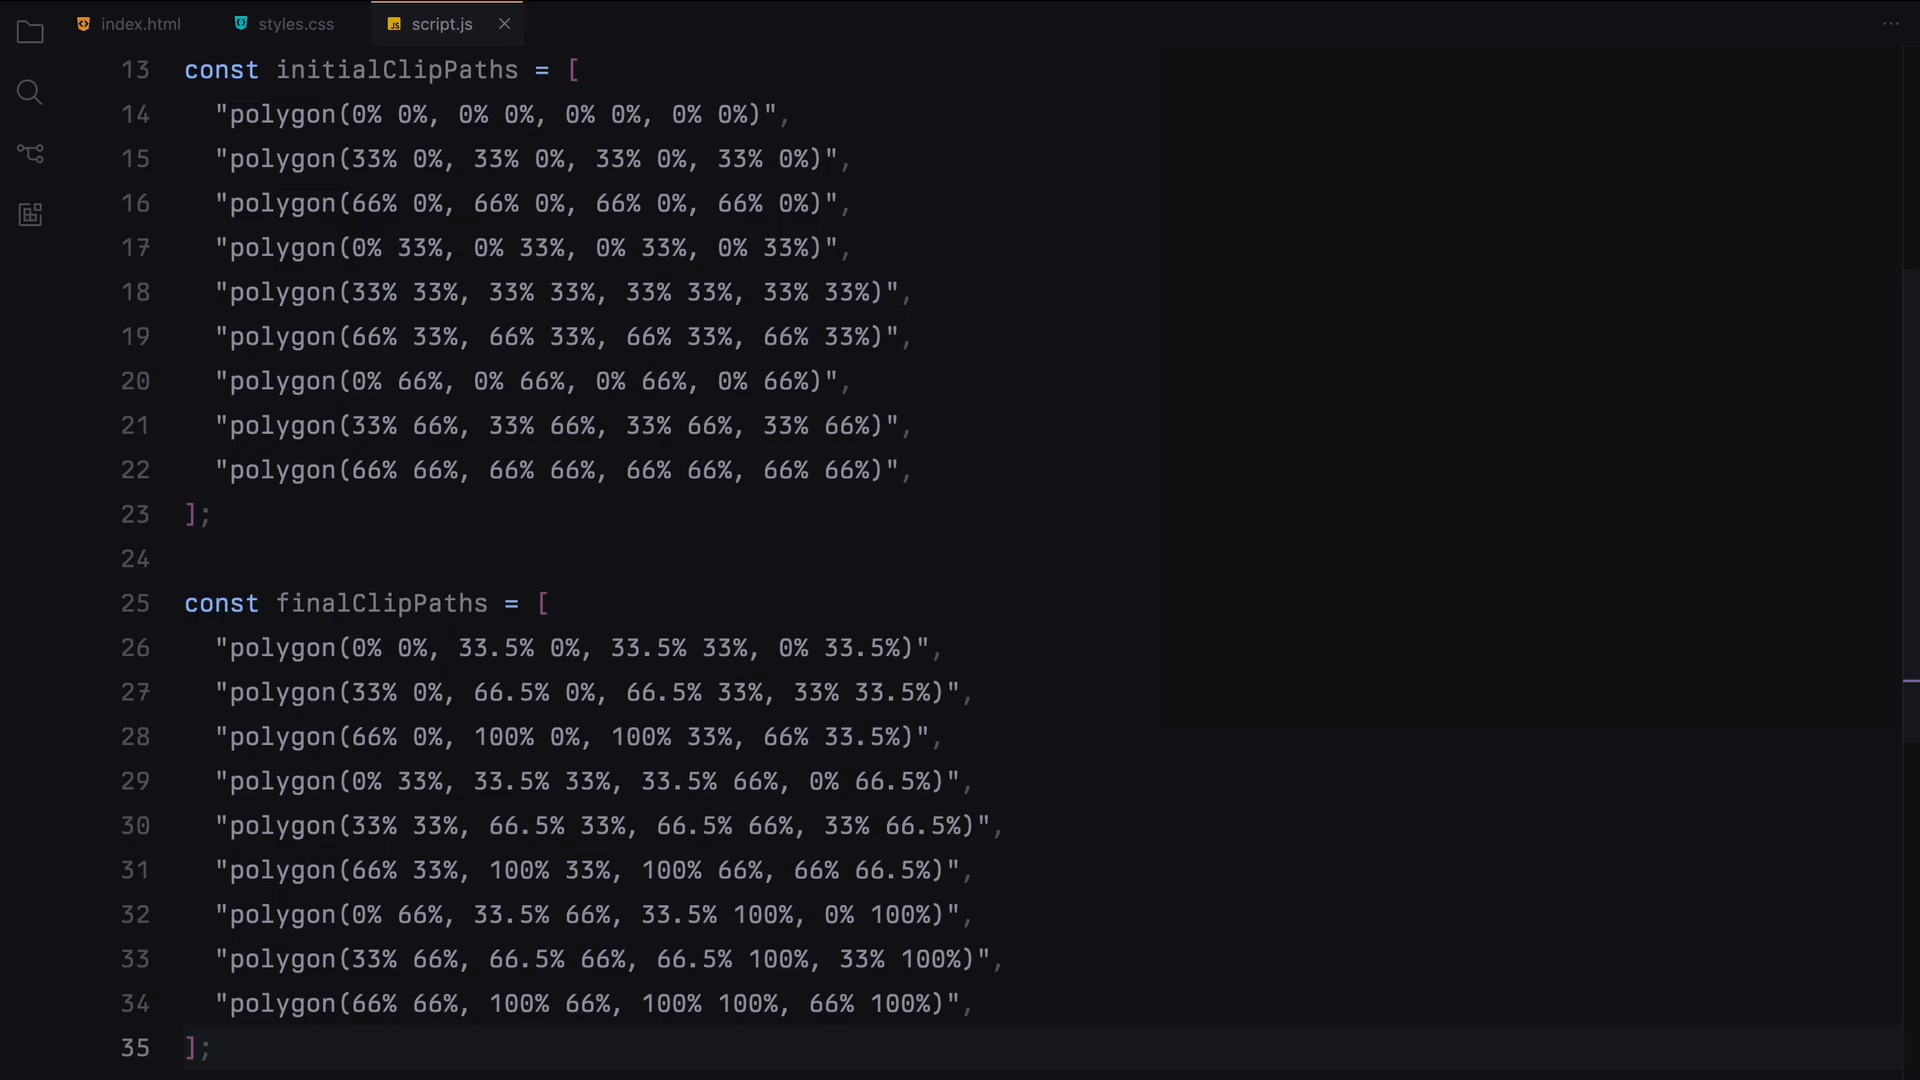 index.html
styles.css
JS script.js
13 const initialClipPaths = [
14 "polygon(0% 0%, 0% 0%, 0% 0%, 0% 0%)",
15 "polygon(33% 0%, 33% 0%, 33% 0%, 33% 0%)",
16 "polygon(66% 0%, 66% 0%, 66% 0%, 66% 0%)",
17 "polygon(0% 33%, 0% 33%, 0% 33%, 0% 33%)",
18 "polygon(33% 33%, 33% 33%, 33% 33%, 33% 33%)",
19 "polygon(66% 33%, 66% 33%, 66% 33%, 66% 33%)",
20 "polygon(0% 66%, 0% 66%, 0% 66%, 0% 66%)",
21 "polygon(33% 66%, 33% 66%, 33% 66%, 33% 66%)",
22 "polygon(66% 66%, 66% 66%, 66% 66%, 66% 66%)",
23 ];
24
25 const finalClipPaths = [
26 "polygon(0% 0%, 33.5% 0%, 33.5% 33%, 0% 33.5%)",
27 "polygon(33% 0%, 66.5% 0%, 66.5% 33%, 33% 33.5%)",
28 "polygon(66% 0%, 100% 0%, 100% 33%, 66% 33.5%)",
29 "polygon(0% 33%, 33.5% 33%, 33.5% 66%, 0% 66.5%)",
30 "polygon(33% 33%, 66.5% 33%, 66.5% 66%, 33% 66.5%)",
31 "polygon(66% 33%, 100% 33%, 100% 66%, 66% 66.5%)",
32 "polygon(0% 66%, 33.5% 66%, 33.5% 100%, 0% 100%)",
33 "polygon(33% 66%, 66.5% 66%, 66.5% 100%, 33% 100%)",
34 "polygon(66% 66%, 100% 66%, 100% 100%, 66% 100%)",
35 ];